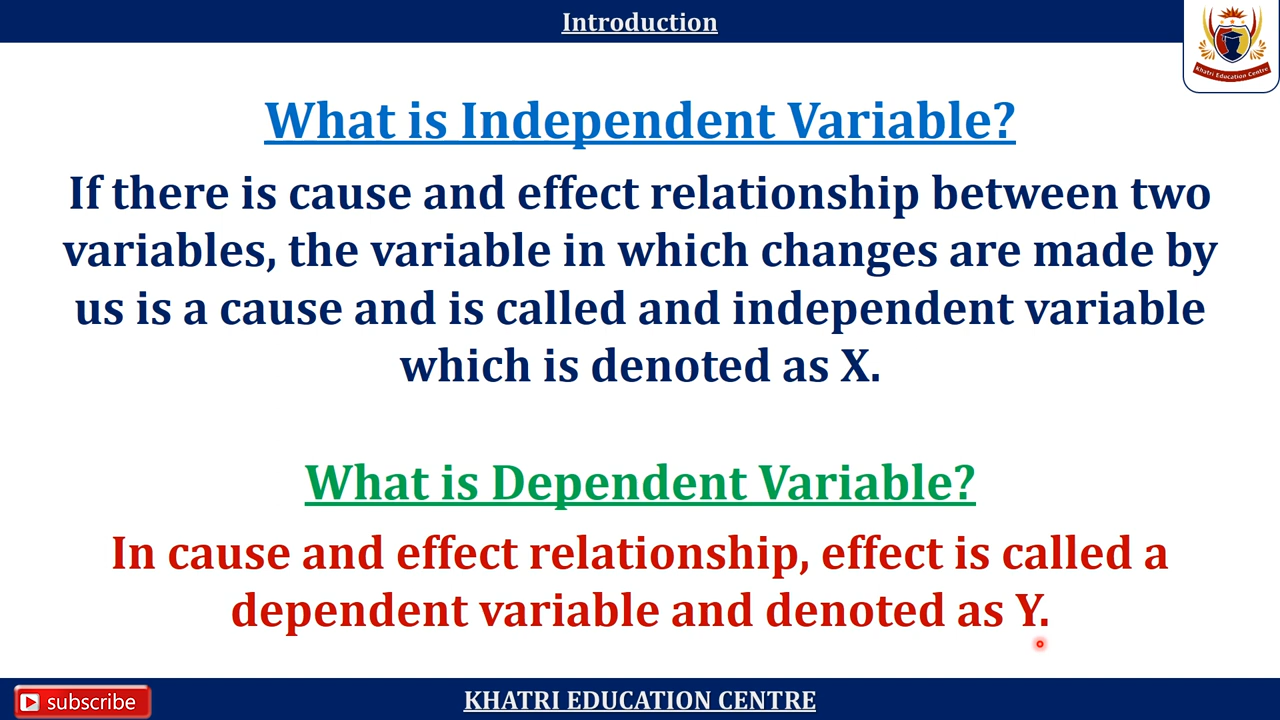 Introduction
Khatri Education Centre
What is Independent Variable?
If there is cause and effect relationship between two
variables, the variable in which changes are made by
us is a cause and is called and independent variable
which is denoted as X.
What is Dependent Variable?
In cause and effect relationship, effect is called a
dependent variable and denoted as Y.
subscribe
KHATRI EDUCATION CENTRE